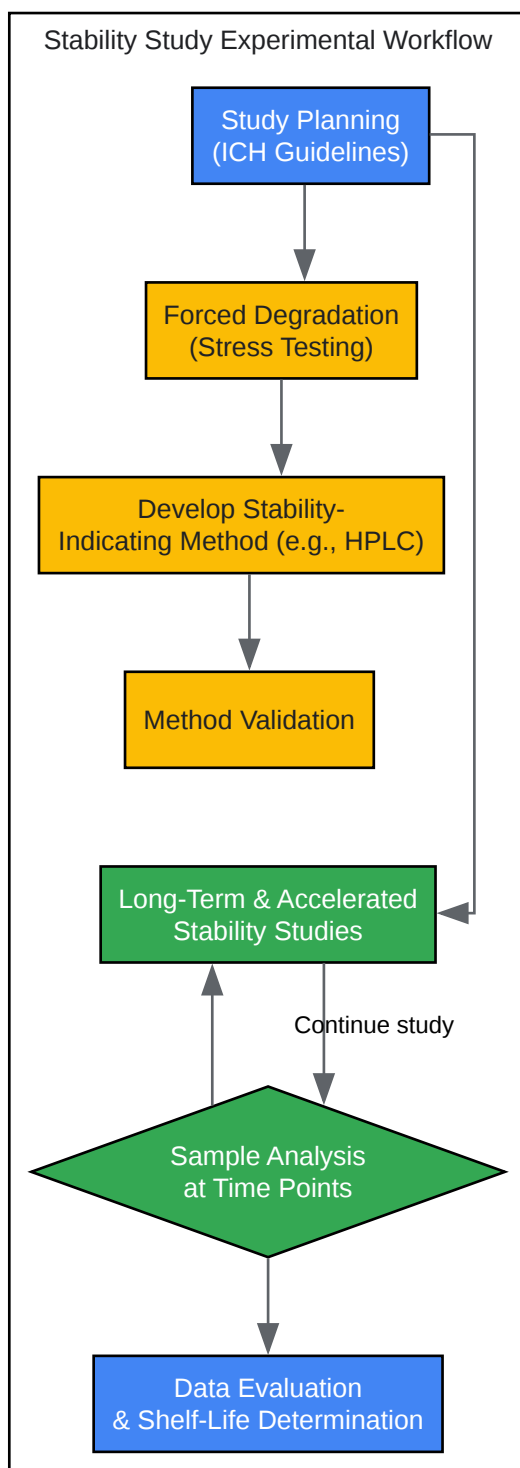 Stability Study Experimental Workflow
Study Planning
(ICH Guidelines)
Forced Degradation
(Stress Testing)
Develop Stability-
Indicating Method (e.g., HPLC)
Method Validation
Long-Term & Accelerated
Stability Studies
Continue study
Sample Analysis
at Time Points
Data Evaluation
& Shelf-Life Determination